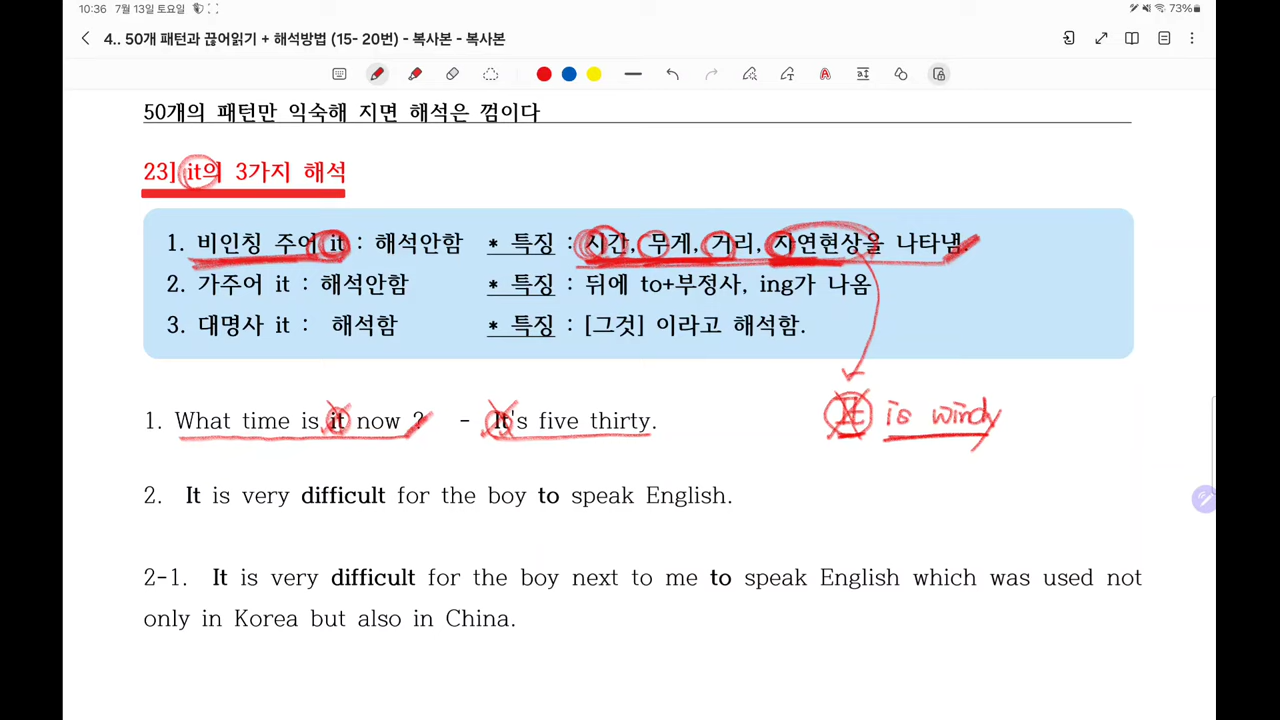 10:36 7월 13일 토요일
73%
4.. 50개 패턴과 끊어읽기 + 해석방법 (15- 20번) - 복사본 - 복사본
50개의 패턴만 익숙해 지면 해석은 껌이다
23] it의 3가지 해석
1. 비인칭 주어 it : 해석안함 * 특징 : 시간, 무게, 거리, 자연현상을 나타냄
2. 가주어 it : 해석안함 * 특징 : 뒤에 to+부정사, ing가 나옴
3. 대명사 it : 해석함 * 특징 : [그것] 이라고 해석함.
1. What time is it now ? - It's five thirty.
It is windy
2. It is very difficult for the boy to speak English.
2-1. It is very difficult for the boy next to me to speak English which was used not
only in Korea but also in China.